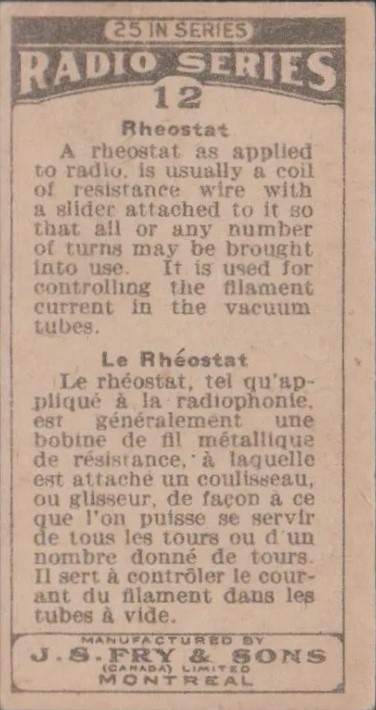 25 IN SERIES
RADIO SERIES
12
Rheostat
A rheostat as applied
to radio, is usually a coil
of resistance wire with
a slider attached to it so
that all or any number
of turns may be brought
into use. It is used for
controlling the filament
current in the vacuum
tubes.
Le Rhéostat
Le rhéostat, tel qu'ap-
pliqué à la radiophonie,
est généralement une
bobine de fil métallique
de résistance, à laquelle
est attaché un coulisseau,
ou glisseur, de façon à ce
que l'on puisse se servir
de tous les tours ou d'un
nombre donné de tours.
Il sert à contrôler le cour-
ant du filament dans les
tubes à vide.
MANUFACTURED BY
J. S. FRY & SONS
(CANADA) LIMITED
MONTREAL